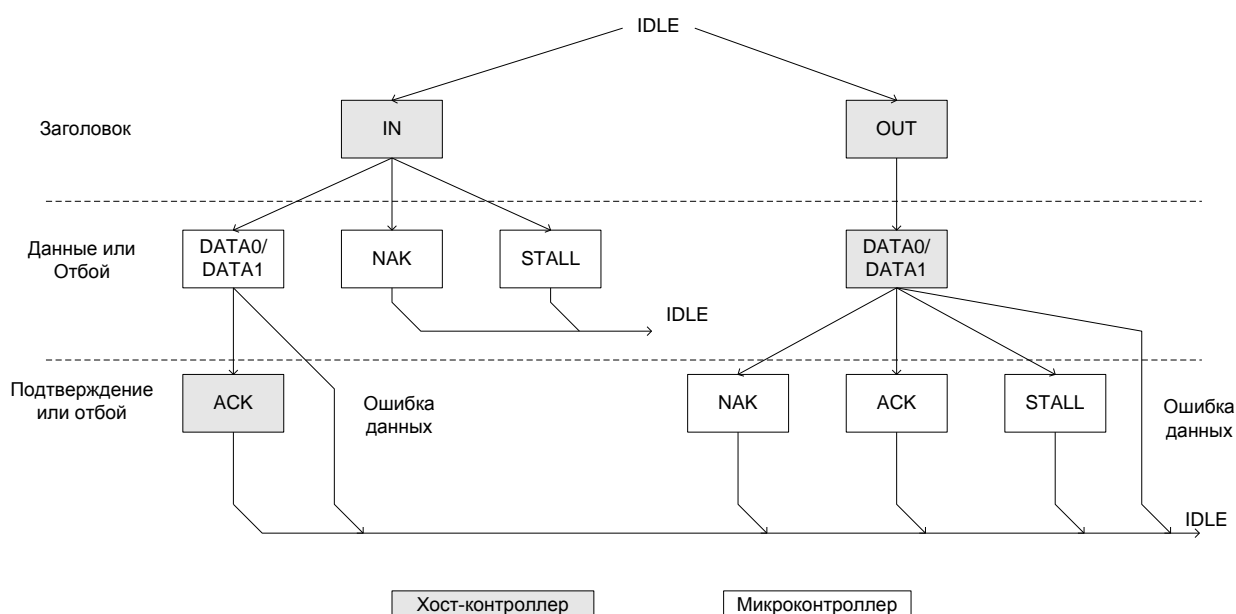 IDLE
Заголовок
IN
OUT
Данные или
Отбой
DATA0/
DATA1
NAK
STALL
DATA0/
DATA1
IDLE
Подтверждение
или отбой
ACK
Ошибка
данных
NAK
ACK
STALL
Ошибка
данных
IDLE
Хост-контроллер
Микроконтроллер